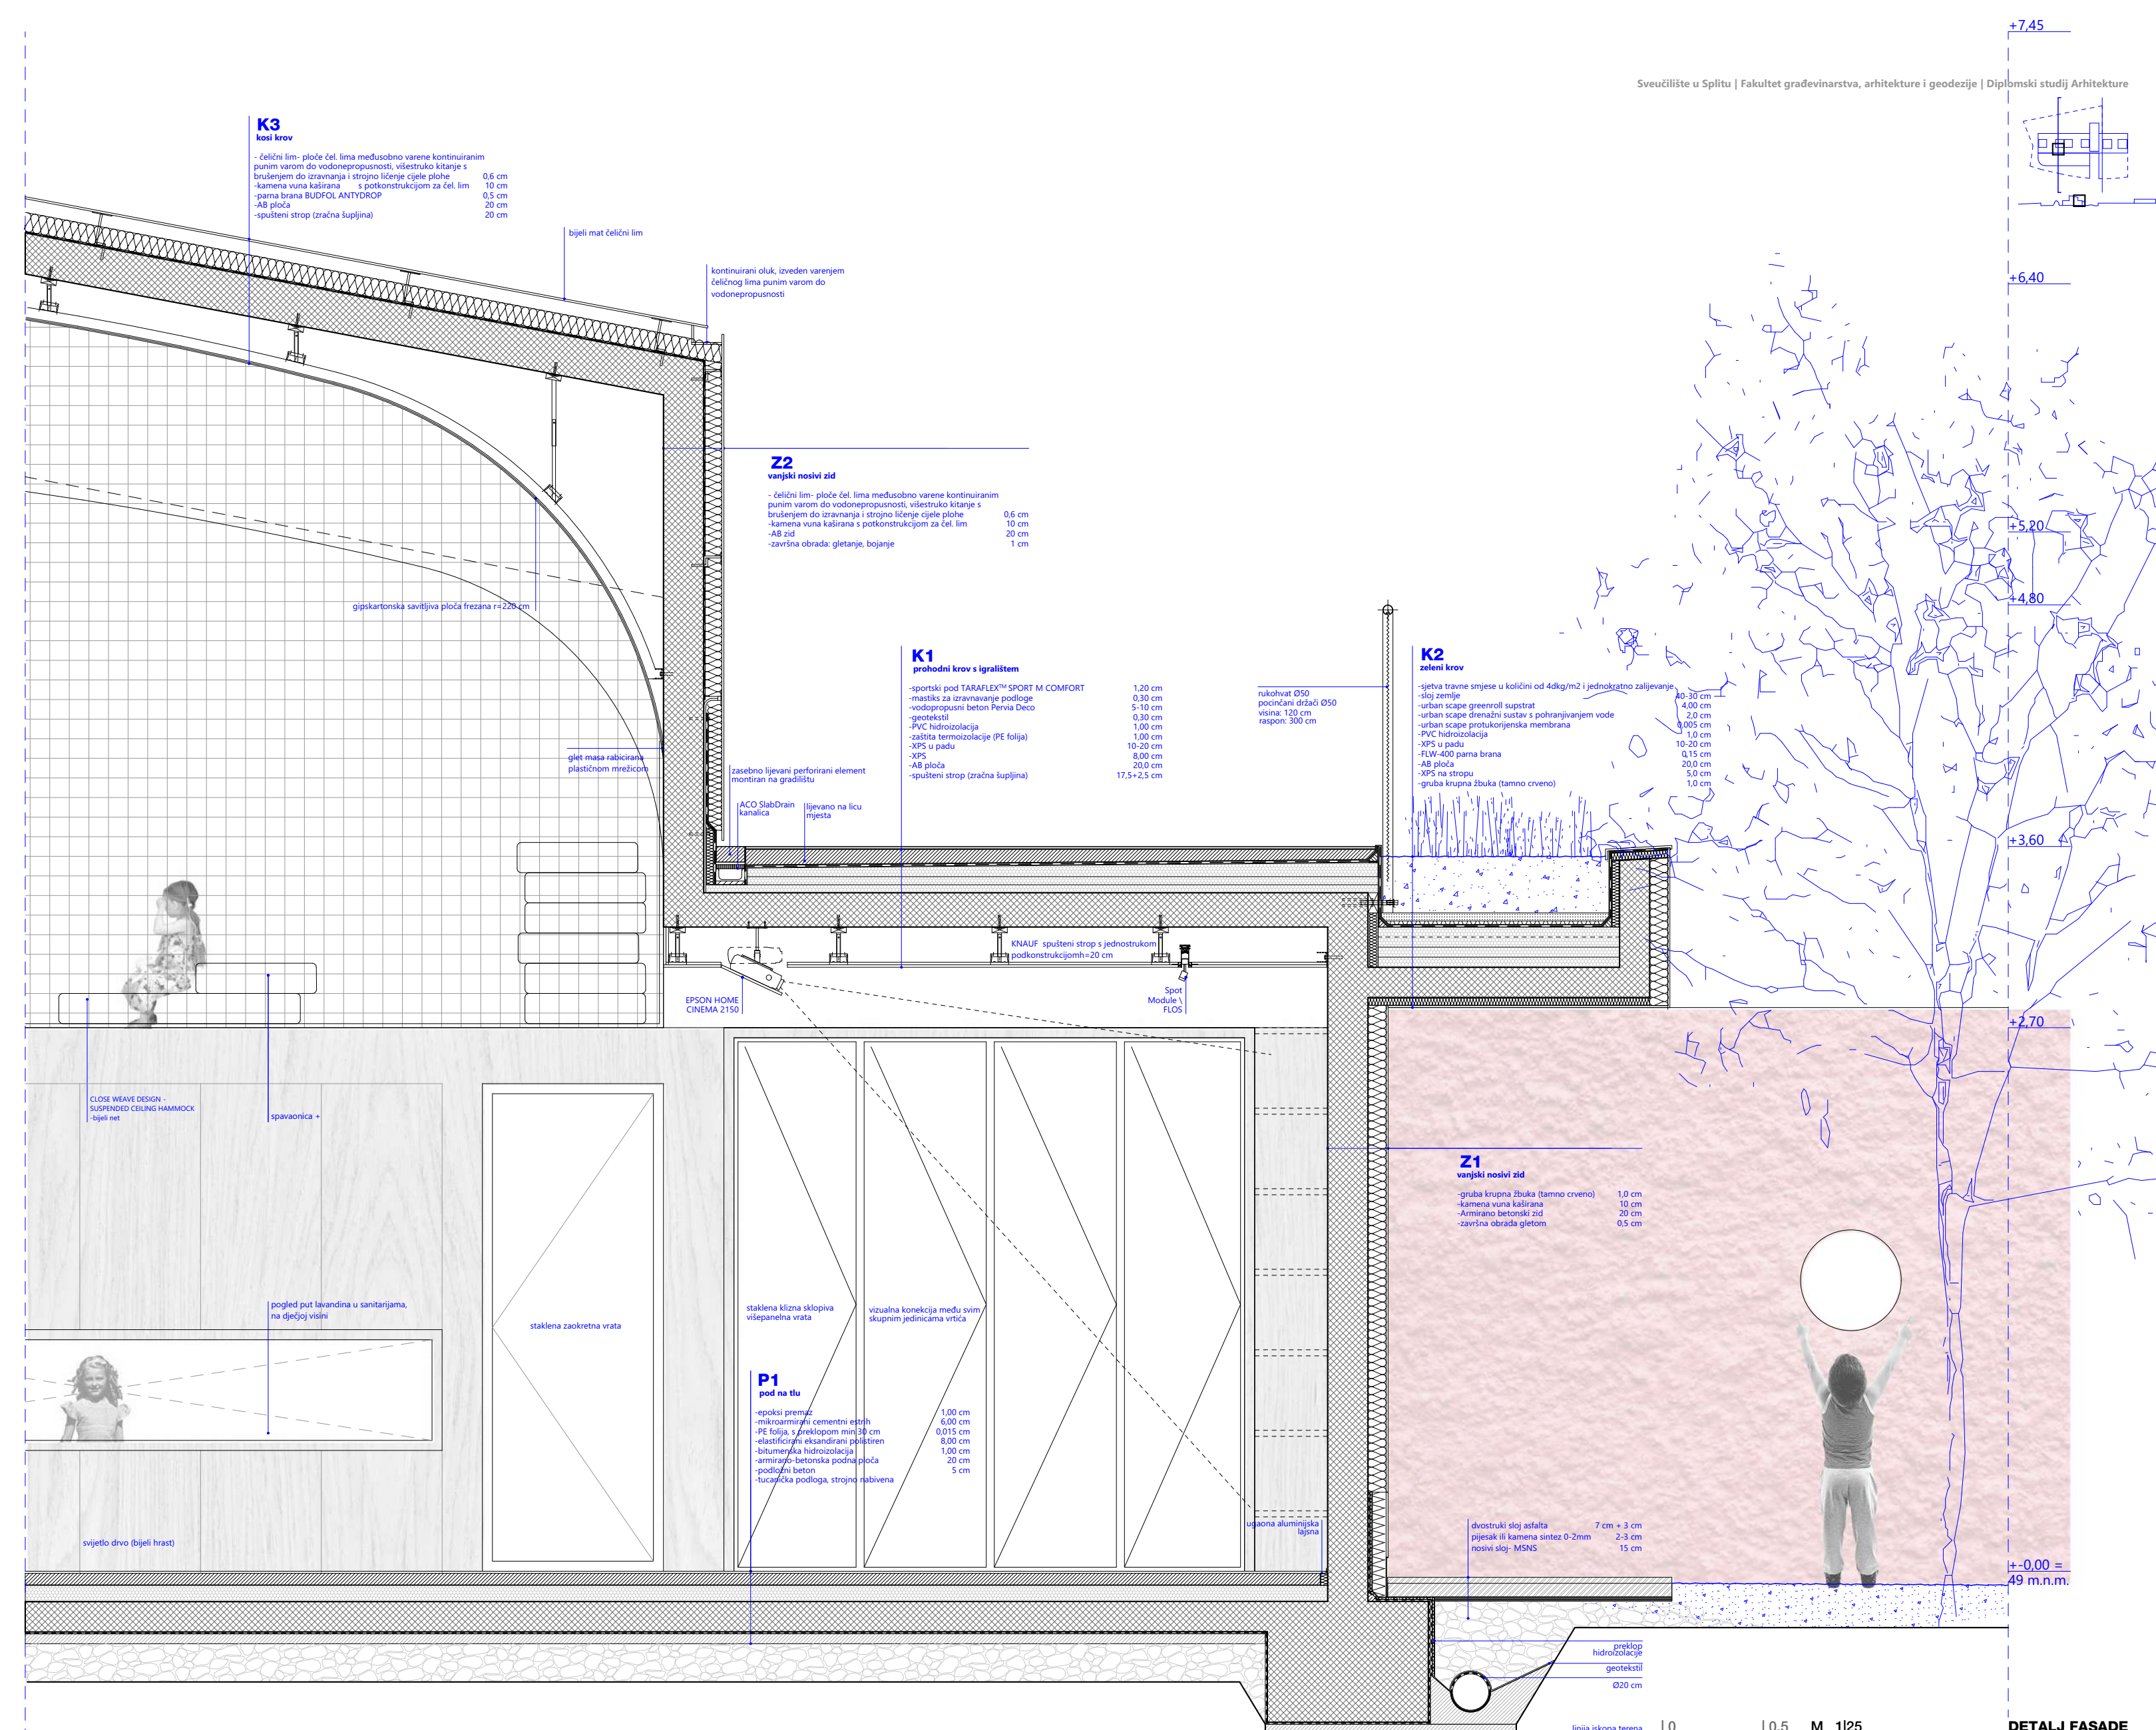 +7,45
Sveučilište u Splitu | Fakultet građevinarstva, arhitekture i geodezije | Diplomski studij Arhitekture
K3
kosi krov
- čelični lim- ploče čel. lima međusobno varene kontinuiranim
punim varom do vodonepropusnosti, višestruko kitanje s
brušenjem do izravnanja i strojno ličenje cijele plohe 0,6 cm
-kamena vuna kaširana s potkonstrukcijom za čel. lim 10 cm
-parna brana BUDFOL ANTYDROP 0,5 cm
-AB ploča 20 cm
-spušteni strop (zračna šupljina) 20 cm
bijeli mat čelični lim
kontinuirani oluk, izveden varenjem
čeličnog lima punim varom do
vodonepropusnosti
+6,40
Z2
vanjski nosivi zid
- čelični lim- ploče čel. lima međusobno varene kontinuiranim
punim varom do vodonepropusnosti, višestruko kitanje s
brušenjem do izravnanja i strojno ličenje cijele plohe 0,6 cm
-kamena vuna kaširana s potkonstrukcijom za čel. lim 10 cm
-AB zid 20 cm
-završna obrada: gletanje, bojanje 1 cm
+5,20
+4,80
gipskartonska savitljiva ploča frezana r=220 cm
K1
prohodni krov s igralištem
-sportski pod TARAFLEX™ SPORT M COMFORT 1,20 cm
-mastiks za izravnavanje podloge 0,30 cm
-vodopropusni beton Pervia Deco 5-10 cm
-geotekstil 0,30 cm
-PVC hidroizolacija 1,00 cm
-zaštita termoizolacije (PE folija) 1,00 cm
-XPS u padu 10-20 cm
-XPS 8,00 cm
-AB ploča 20,0 cm
-spušteni strop (zračna šupljina) 17,5+2,5 cm
rukohvat Ø50
pocinčani držači Ø50
visina: 120 cm
raspon: 300 cm
K2
zeleni krov
-sjetva travne smjese u količini od 4dkg/m2 i jednokratno zalijevanje
-sloj zemlje 40-30 cm
-urban scape greenroll supstrat 4,00 cm
-urban scape drenažni sustav s pohranjivanjem vode 2,0 cm
-urban scape protukorijenska membrana 0,005 cm
-PVC hidroizolacija 1,0 cm
-XPS u padu 10-20 cm
-FLW-400 parna brana 0,15 cm
-AB ploča 20,0 cm
-XPS na stropu 5,0 cm
-gruba krupna žbuka (tamno crveno) 1,0 cm
glet masa rabicirana
plastičnom mrežicom
zasebno lijevani perforirani element
montiran na gradilištu
ACO SlabDrain
kanalica
lijevano na licu
mjesta
+3,60
KNAUF spušteni strop s jednostrukom
podkonstrukcijomh=20 cm
EPSON HOME
CINEMA 2150
Spot
Module \
FLOS
+2,70
CLOSE WEAVE DESIGN -
SUSPENDED CEILING HAMMOCK
-bijeli net
spavaonica +
Z1
vanjski nosivi zid
-gruba krupna žbuka (tamno crveno) 1,0 cm
-kamena vuna kaširana 10 cm
-Armirano betonski zid 20 cm
-završna obrada gletom 0,5 cm
pogled put lavandina u sanitarijama,
na dječjoj visini
staklena zaokretna vrata
staklena klizna sklopiva
višepanelna vrata
vizualna konekcija među svim
skupnim jedinicama vrtića
P1
pod na tlu
-epoksi premaz 1,00 cm
-mikroarmirani cementni estrih 6,00 cm
-PE folija, s preklopom min 30 cm 0,015 cm
-elastificirani eksandirani polistiren 8,00 cm
-bitumenska hidroizolacija 1,00 cm
-armirano-betonska podna ploča 20 cm
-podložni beton 5 cm
-tucanička podloga, strojno nabivena
svijetlo drvo (bijeli hrast)
ugaona aluminijska
lajsna
dvostruki sloj asfalta 7 cm + 3 cm
pijesak ili kamena sintez 0-2mm 2-3 cm
nosivi sloj- MSNS 15 cm
+-0,00 =
49 m.n.m.
preklop
hidroizolacije
geotekstil
Ø20 cm
linija iskopa terena
|0 |0,5 M 1|25
DETALJ FASADE